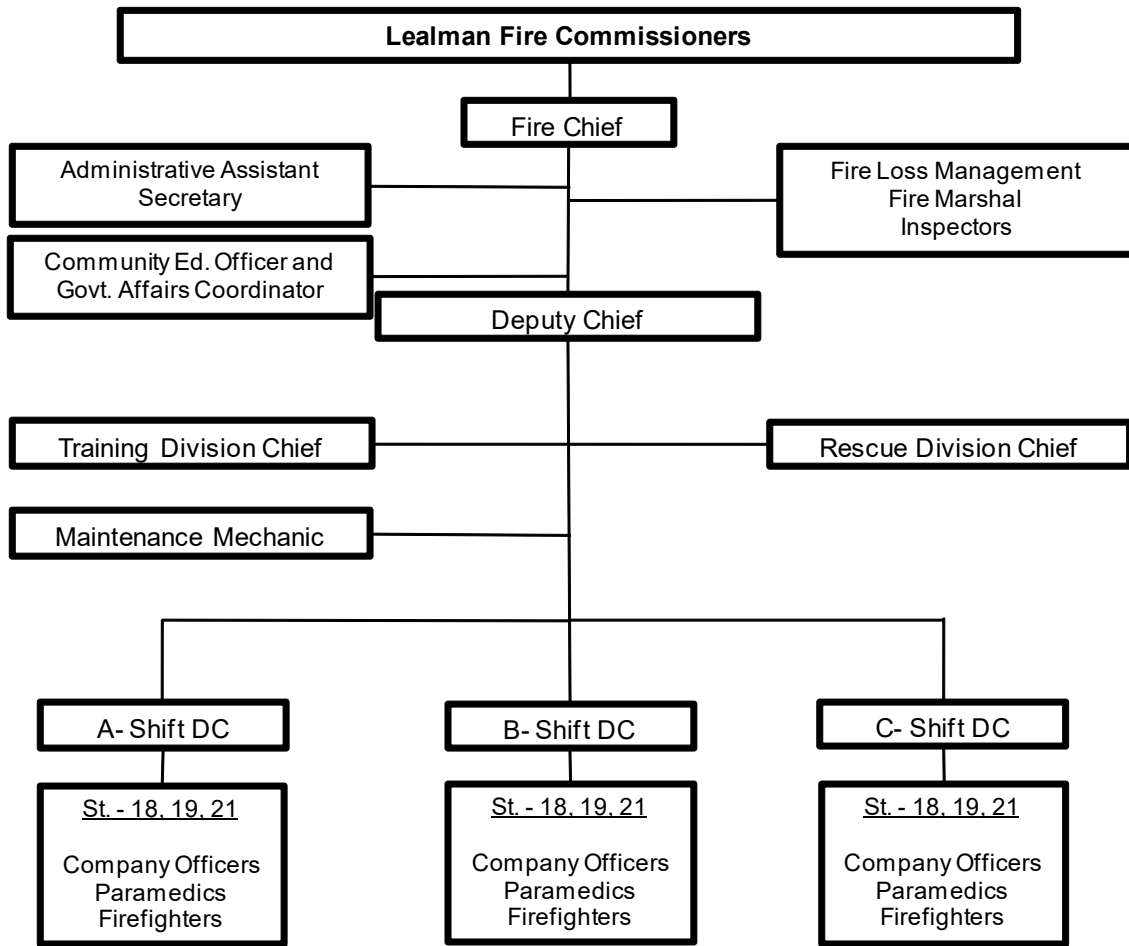 Lealman Fire Commissioners
Fire Chief
Administrative Assistant
Secretary
Fire Loss Management
Fire Marshal
Inspectors
Community Ed. Officer and
Govt. Affairs Coordinator
Deputy Chief
Training Division Chief
Rescue Division Chief
Maintenance Mechanic
A- Shift DC
B- Shift DC
C- Shift DC
St. - 18, 19, 21
Company Officers
Paramedics
Firefighters
St. - 18, 19, 21
Company Officers
Paramedics
Firefighters
St. - 18, 19, 21
Company Officers
Paramedics
Firefighters